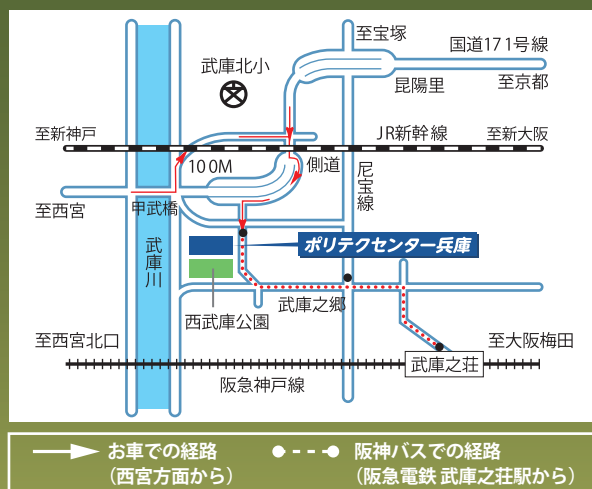 至宝塚
国道171号線
武庫北小
昆陽里
至京都
至新神戸
JR新幹線
至新大阪
100M
側道
尼宝線
至西宮
甲武橋
武庫川
ポリテクセンター兵庫
武庫之郷
西武庫公園
至西宮北口
至大阪梅田
武庫之荘
阪急神戸線
お車での経路
(西宮方面から)
阪神バスでの経路
(阪急電鉄 武庫之荘駅から)